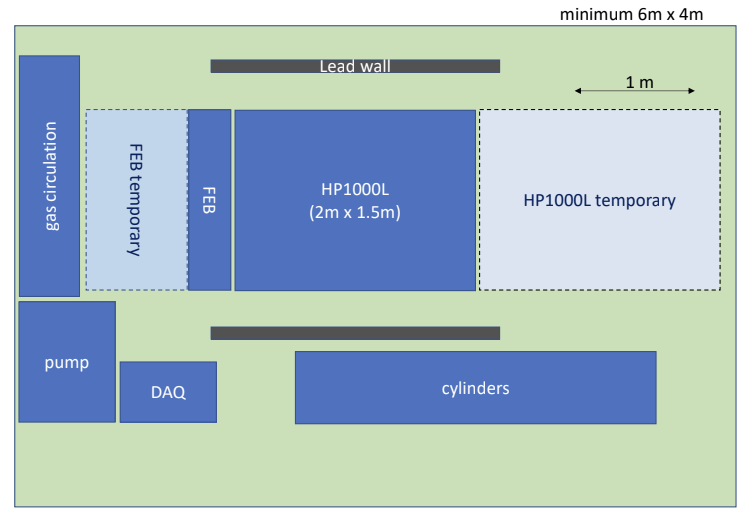 minimum 6m x 4m
Lead wall
1 m
gas circulation
FEB temporary
FEB
HP1000L
(2m x 1.5m)
HP1000L temporary
pump
DAQ
cylinders